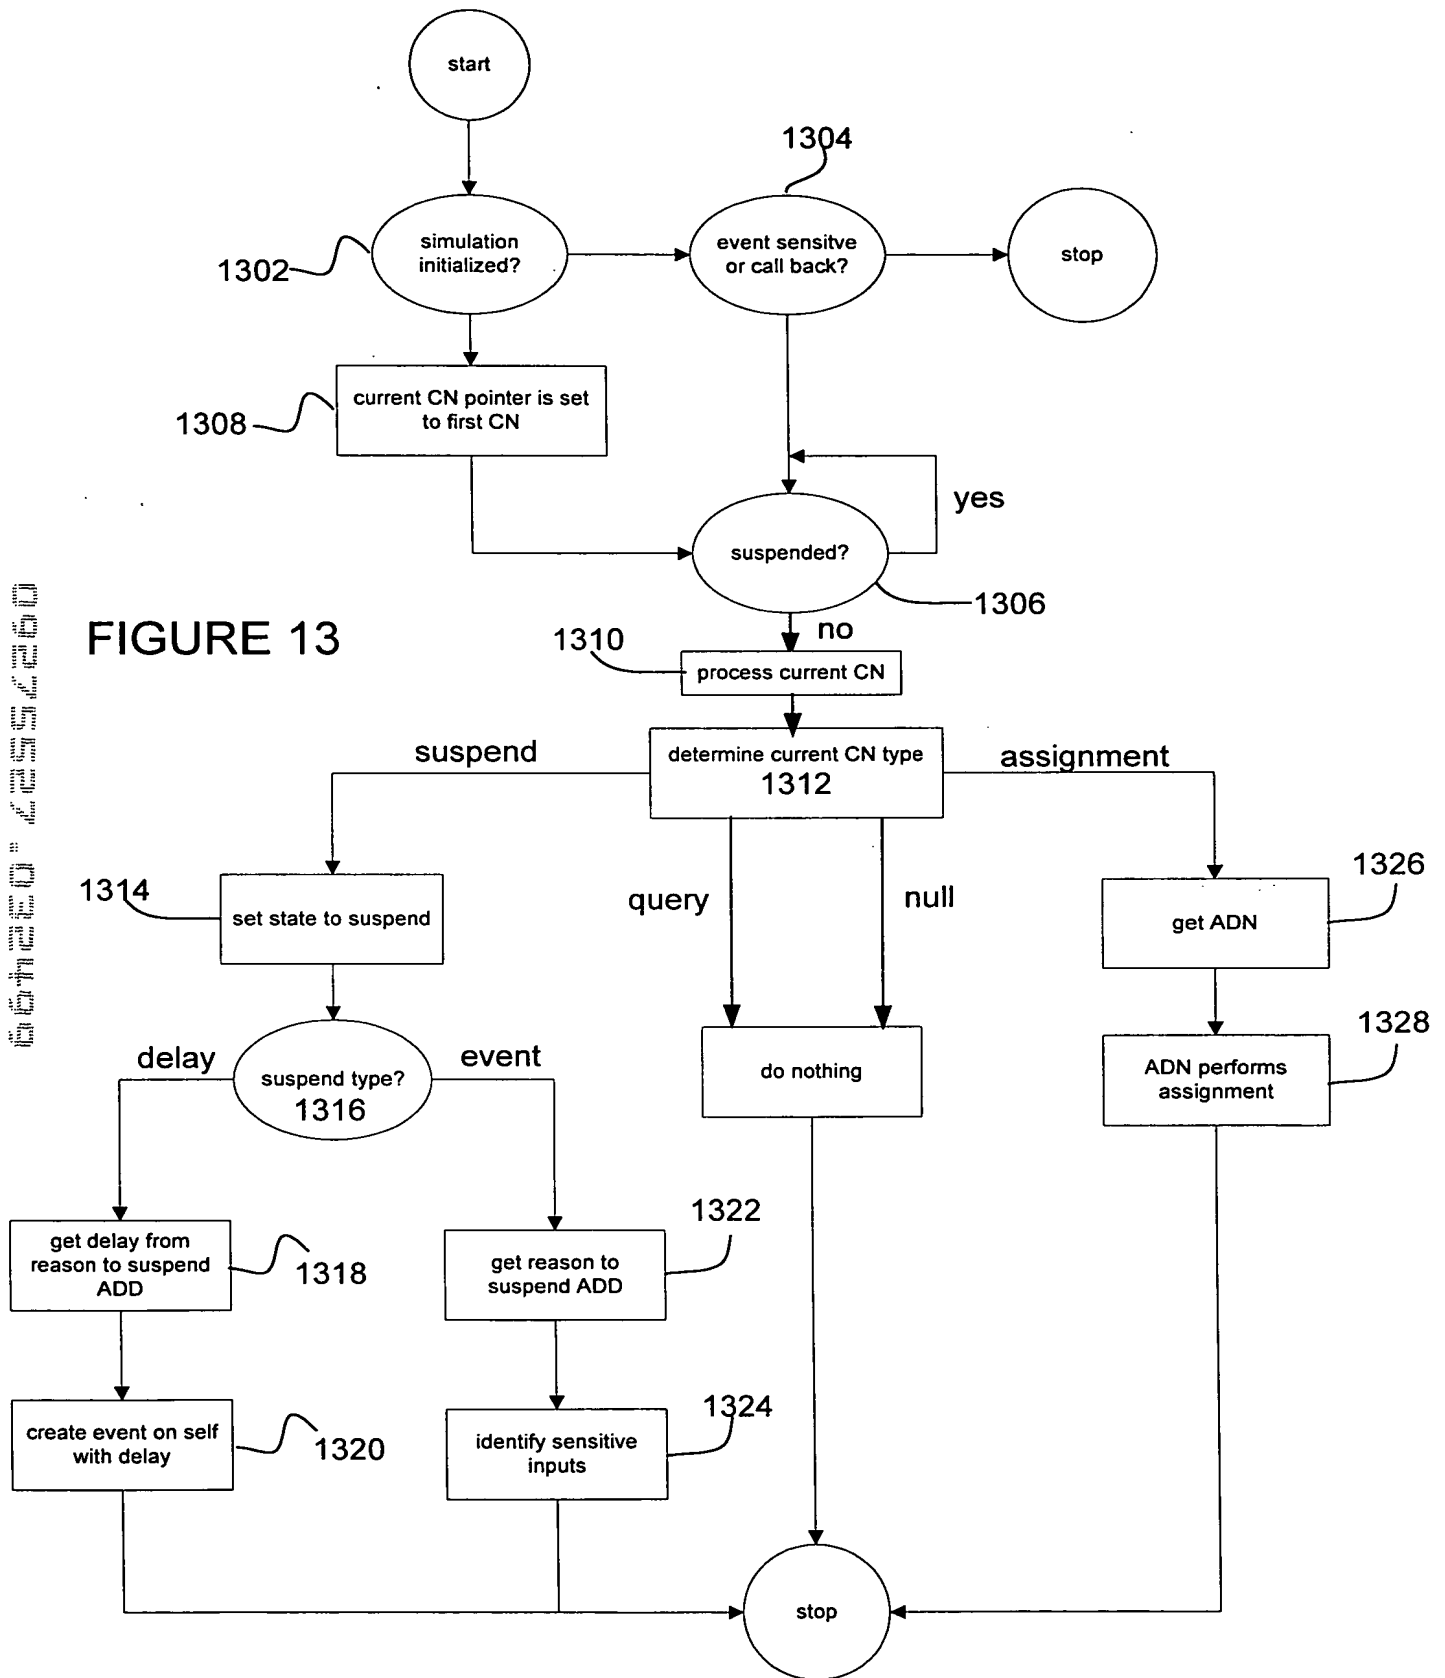 start
1304
simulation
initialized?
event sensitve
or call back?
stop
1302
current CN pointer is set
to first CN
1308
yes
suspended?
1306
FIGURE 13
no
1310
process current CN
suspend
determine current CN type
1312
assignment
1314
set state to suspend
query
null
1326
get ADN
delay
event
suspend type?
1316
do nothing
1328
ADN performs
assignment
get delay from
reason to suspend
ADD
1318
1322
get reason to
suspend ADD
create event on self
with delay
1320
1324
identify sensitive
inputs
stop
09275527.032499